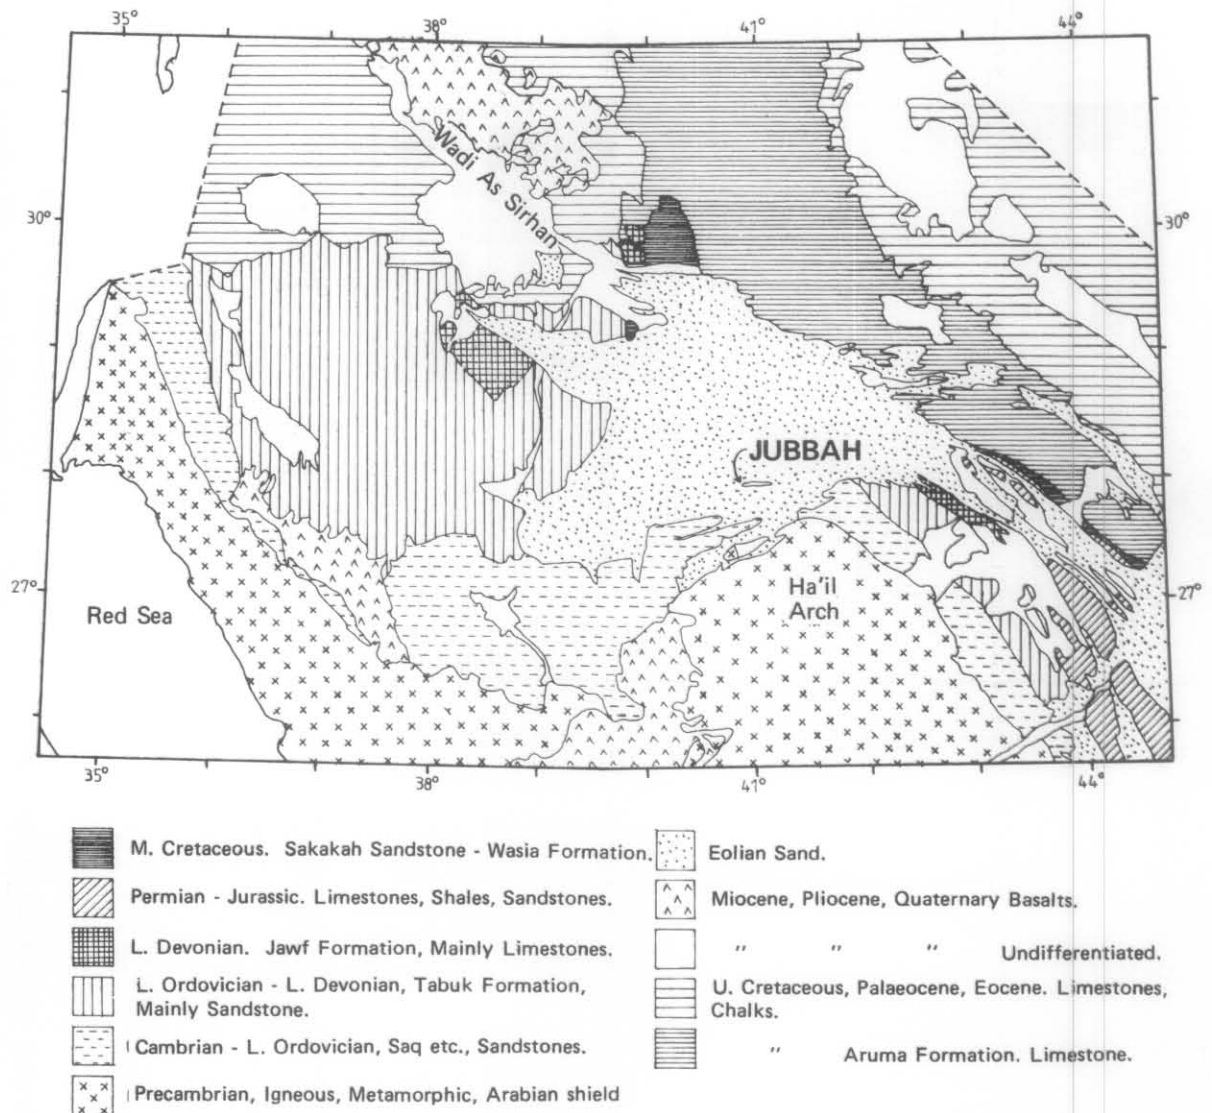 35° 38° 41° 44°
Wadi As Sirhan
30° 30°
JUBBAH
27° 27°
Ha'il
Arch
Red Sea
35° 38° 41° 44°
M. Cretaceous. Sakakah Sandstone - Wasia Formation.
Permian - Jurassic. Limestones, Shales, Sandstones.
L. Devonian. Jawf Formation, Mainly Limestones.
L. Ordovician - L. Devonian, Tabuk Formation,
Mainly Sandstone.
Cambrian - L. Ordovician, Saq etc., Sandstones.
Precambrian, Igneous, Metamorphic, Arabian shield
Eolian Sand.
Miocene, Pliocene, Quaternary Basalts.
" " " Undifferentiated.
U. Cretaceous, Palaeocene, Eocene. Limestones,
Chalks.
" Aruma Formation. Limestone.